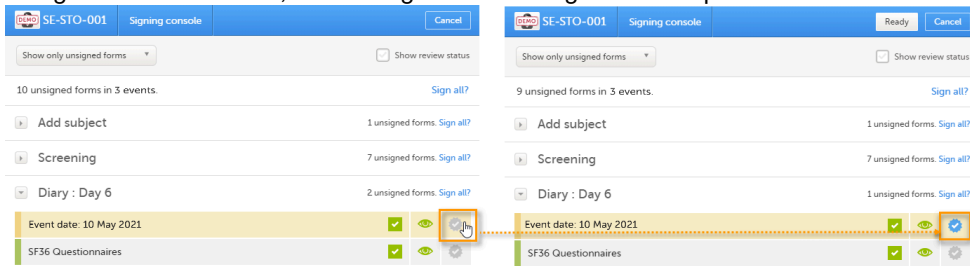 DEMO SE-STO-001 Signing console Cancel
Show only unsigned forms Show review status
10 unsigned forms in 3 events. Sign all?
Add subject 1 unsigned forms. Sign all?
Screening 7 unsigned forms. Sign all?
Diary : Day 6 2 unsigned forms. Sign all?
Event date: 10 May 2021
SF36 Questionnaires
DEMO SE-STO-001 Signing console Ready Cancel
Show only unsigned forms Show review status
9 unsigned forms in 3 events. Sign all?
Add subject 1 unsigned forms. Sign all?
Screening 7 unsigned forms. Sign all?
Diary : Day 6 1 unsigned forms. Sign all?
Event date: 10 May 2021
SF36 Questionnaires